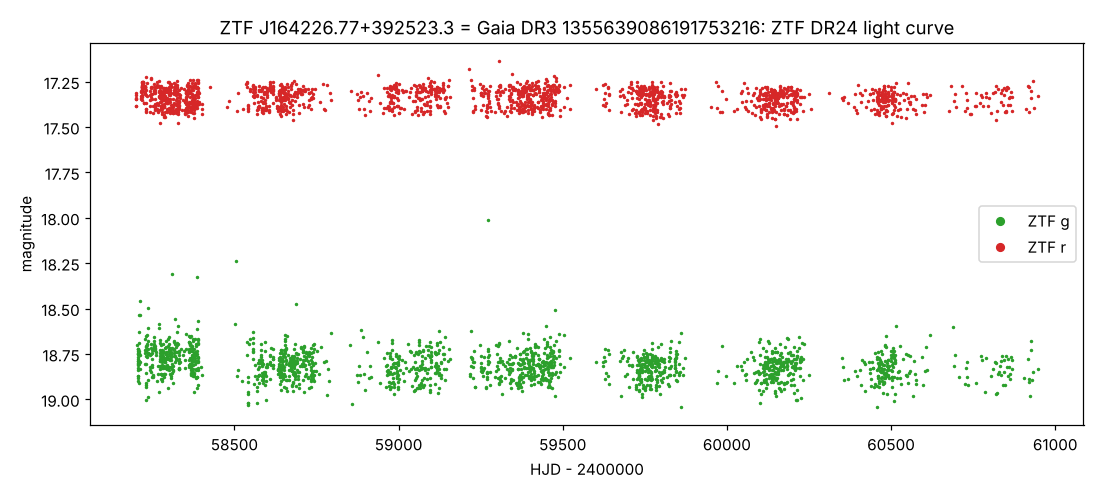 ZTF J164226.77+392523.3 = Gaia DR3 1355639086191753216: ZTF DR24 light curve
17.25
17.50
17.75
18.00
18.25
18.50
18.75
19.00
magnitude
ZTF g
ZTF r
58500
59000
59500
60000
60500
61000
HJD - 2400000